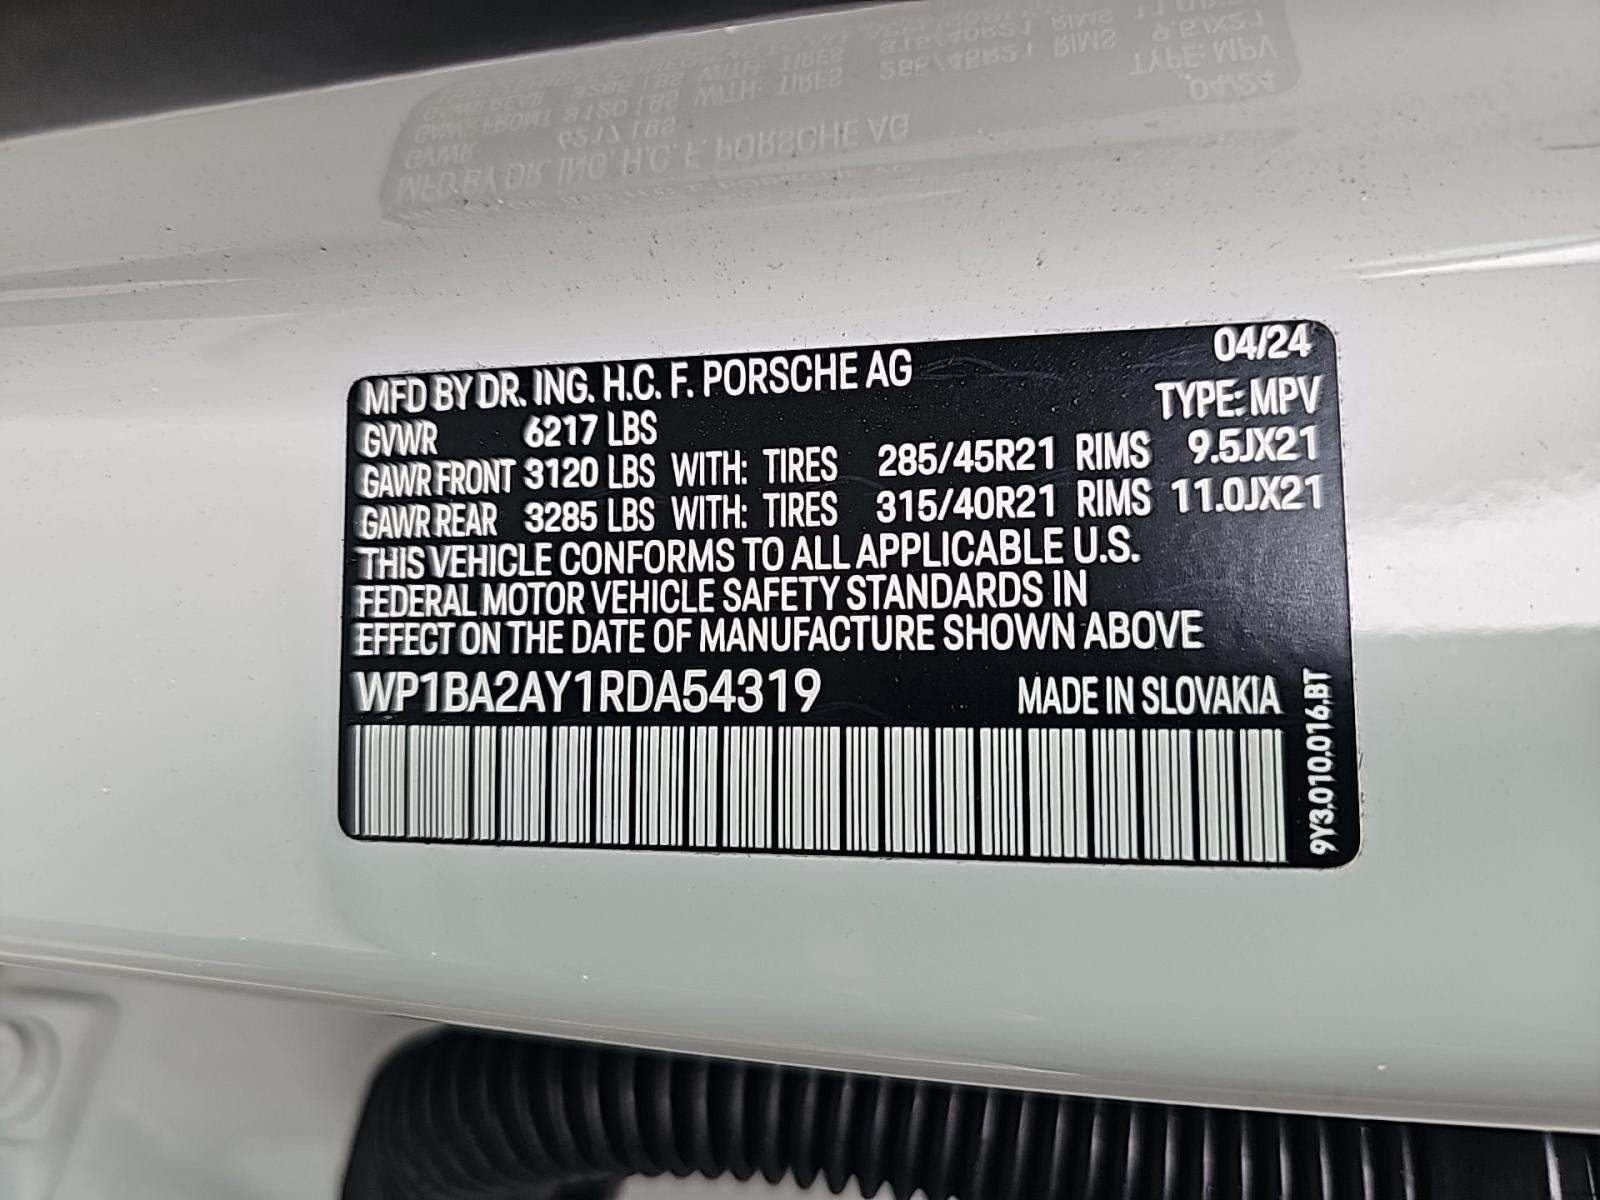 MFD BY DR. ING. H.C. F. PORSCHE AG 04/24
GVWR 6217 LBS TYPE: MPV
GAWR FRONT 3120 LBS WITH: TIRES 285/45R21 RIMS 9.5JX21
GAWR REAR 3285 LBS WITH: TIRES 315/40R21 RIMS 11.0JX21
THIS VEHICLE CONFORMS TO ALL APPLICABLE U.S.
FEDERAL MOTOR VEHICLE SAFETY STANDARDS IN
EFFECT ON THE DATE OF MANUFACTURE SHOWN ABOVE
WP1BA2AY1RDA54319 MADE IN SLOVAKIA
9Y3.010.016.BT